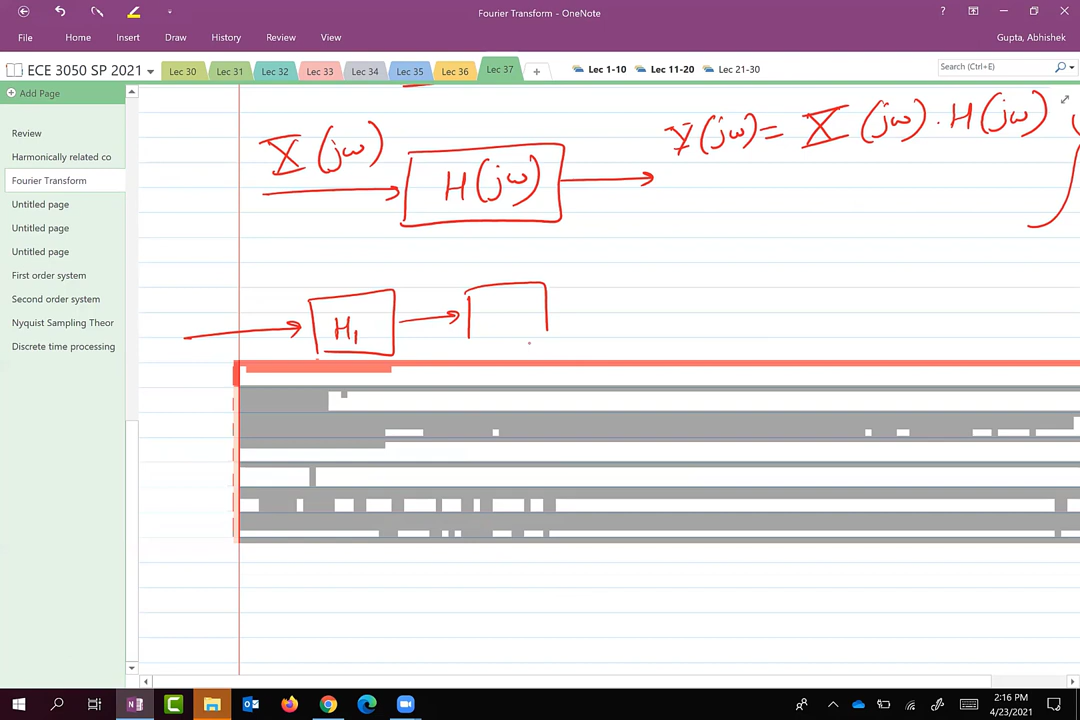 Fourier Transform - OneNote
Gupta, Abhishek
File Home Insert Draw History Review View
ECE 3050 SP 2021 Lec 30 Lec 31 Lec 32 Lec 33 Lec 34 Lec 35 Lec 36 Lec 37 Lec 1-10 Lec 11-20 Lec 21-30 Search (Ctrl+E)
Add Page
Review
Harmonically related co
Fourier Transform
Untitled page
Untitled page
Untitled page
First order system
Second order system
Nyquist Sampling Theor
Discrete time processing
X(jω)
H(jω)
Y(jω) = X(jω) · H(jω)
H₁
2:16 PM
4/23/2021